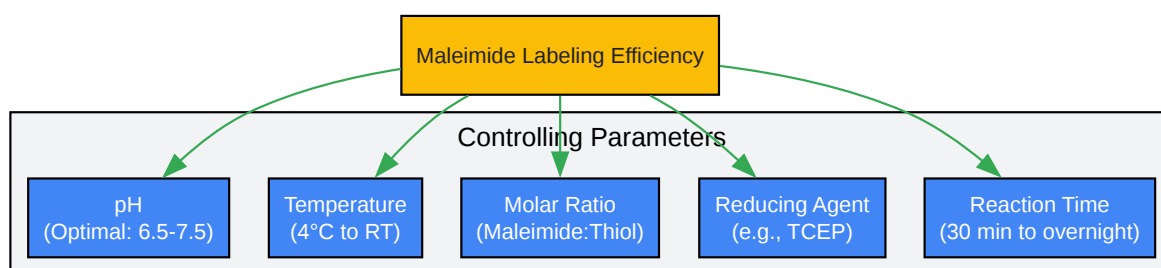 Maleimide Labeling Efficiency
Controlling Parameters
pH
(Optimal: 6.5-7.5)
Temperature
(4°C to RT)
Molar Ratio
(Maleimide:Thiol)
Reducing Agent
(e.g., TCEP)
Reaction Time
(30 min to overnight)